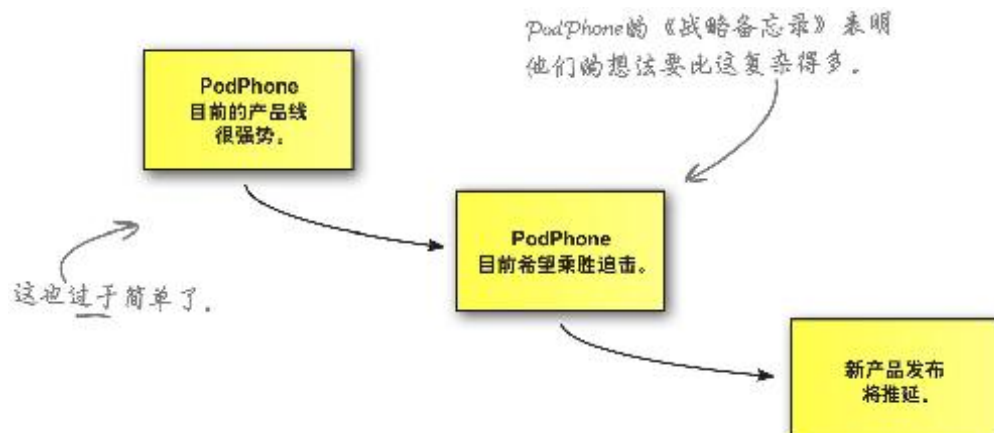 PodPhone的《战略备忘录》表明
他们的想法要比这复杂得多。
PodPhone
目前的产品线
很强势。
PodPhone
目前希望乘胜追击。
这也过于简单了。
新产品发布
将推延。